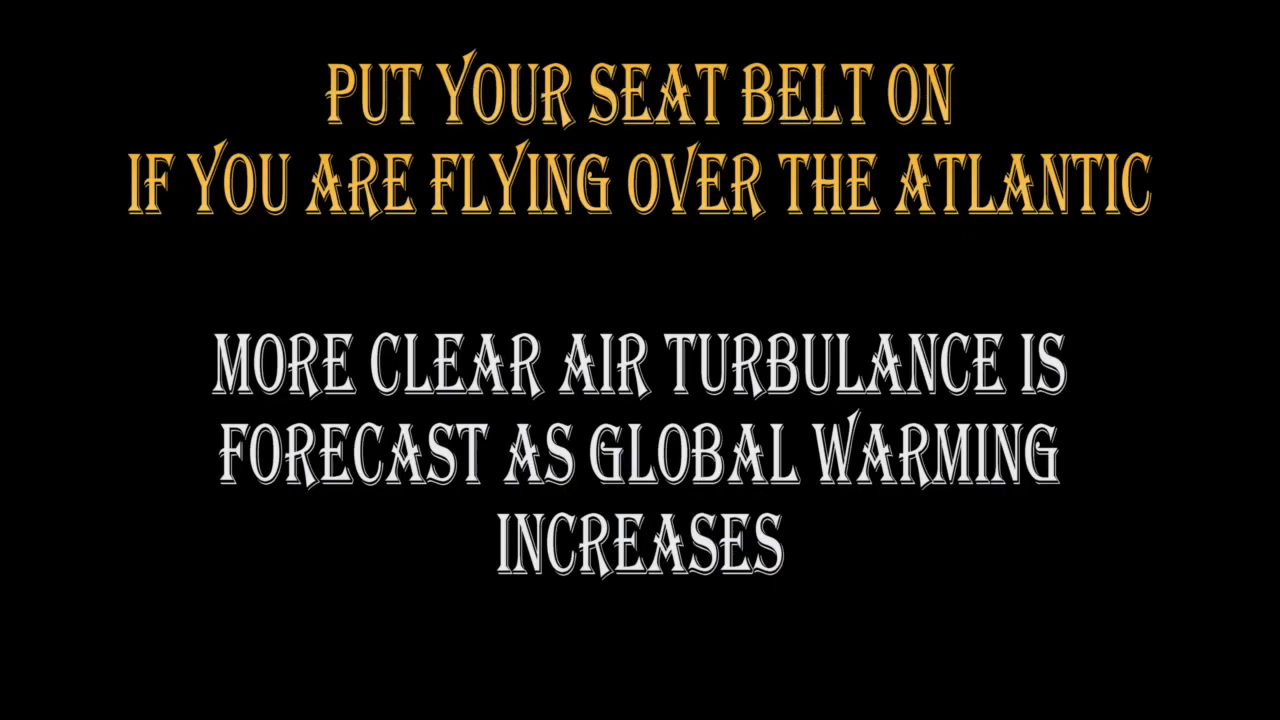 PUT YOUR SEAT BELT ON
IF YOU ARE FLYING OVER THE ATLANTIC
MORE CLEAR AIR TURBULANCE IS
FORECAST AS GLOBAL WARMING
INCREASES